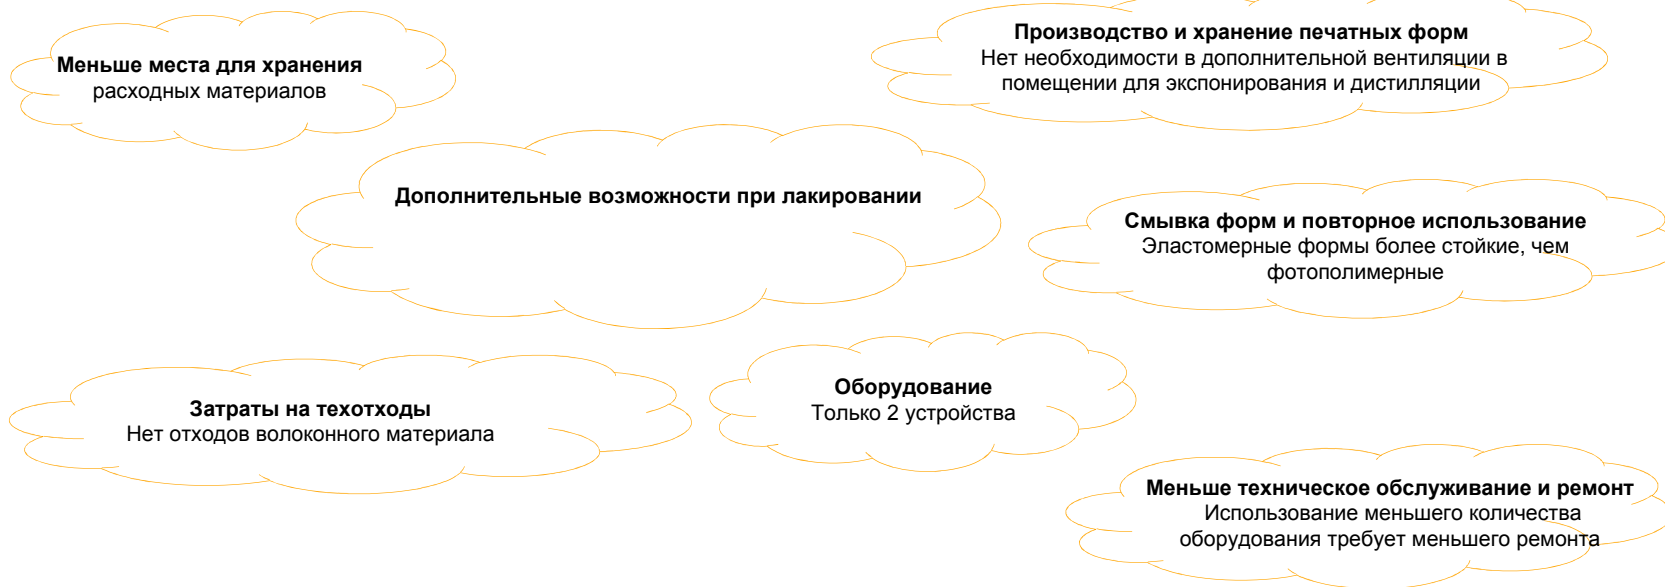 Меньше места для хранения
расходных материалов
Производство и хранение печатных форм
Нет необходимости в дополнительной вентиляции в
помещении для экспонирования и дистилляции
Дополнительные возможности при лакировании
Смывка форм и повторное использование
Эластомерные формы более стойкие, чем
фотополимерные
Затраты на техотходы
Нет отходов волоконного материала
Оборудование
Только 2 устройства
Меньше техническое обслуживание и ремонт
Использование меньшего количества
оборудования требует меньшего ремонта